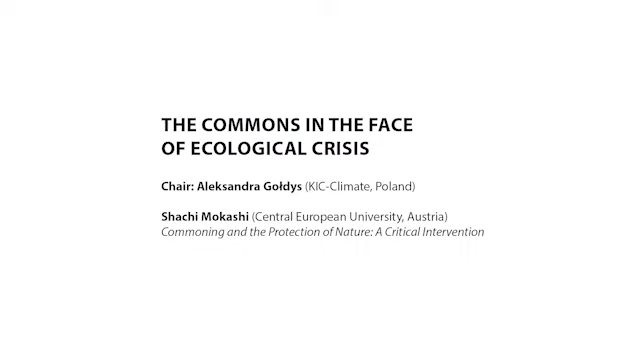 THE COMMONS IN THE FACE
OF ECOLOGICAL CRISIS
Chair: Aleksandra Gołdys (KIC-Climate, Poland)
Shachi Mokashi (Central European University, Austria)
Commoning and the Protection of Nature: A Critical Intervention